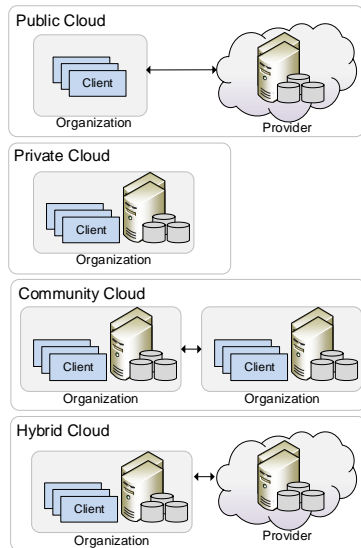 Public Cloud
Client
Organization
Provider
Private Cloud
Client
Organization
Community Cloud
Client
Client
Organization
Organization
Hybrid Cloud
Client
Organization
Provider